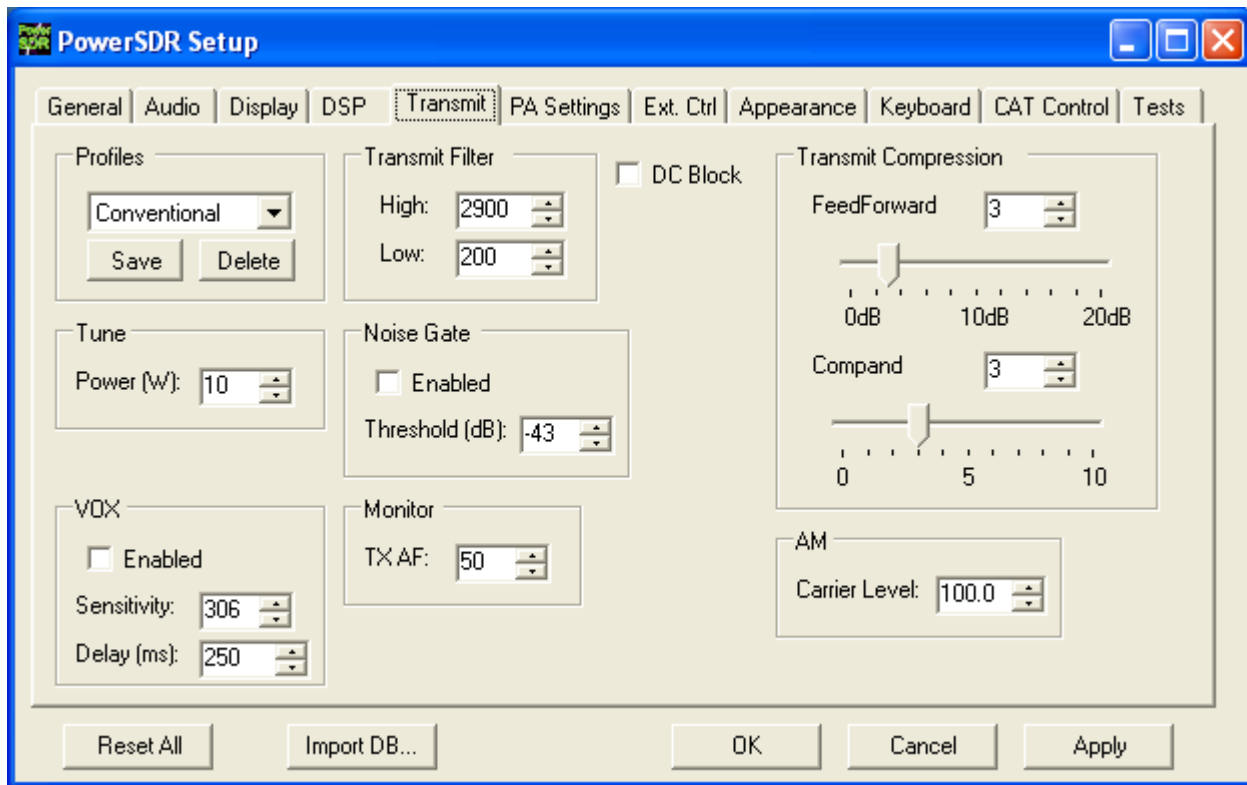 Power SDR
PowerSDR Setup
General Audio Display DSP Transmit PA Settings Ext. Ctrl Appearance Keyboard CAT Control Tests
Profiles
Conventional
Save Delete
Transmit Filter
High: 2900
Low: 200
DC Block
Transmit Compression
FeedForward 3
0dB 10dB 20dB
Compand 3
0 5 10
Tune
Power (W): 10
Noise Gate
Enabled
Threshold (dB): -43
VOX
Enabled
Sensitivity: 306
Delay (ms): 250
Monitor
TX AF: 50
AM
Carrier Level: 100.0
Reset All Import DB... OK Cancel Apply